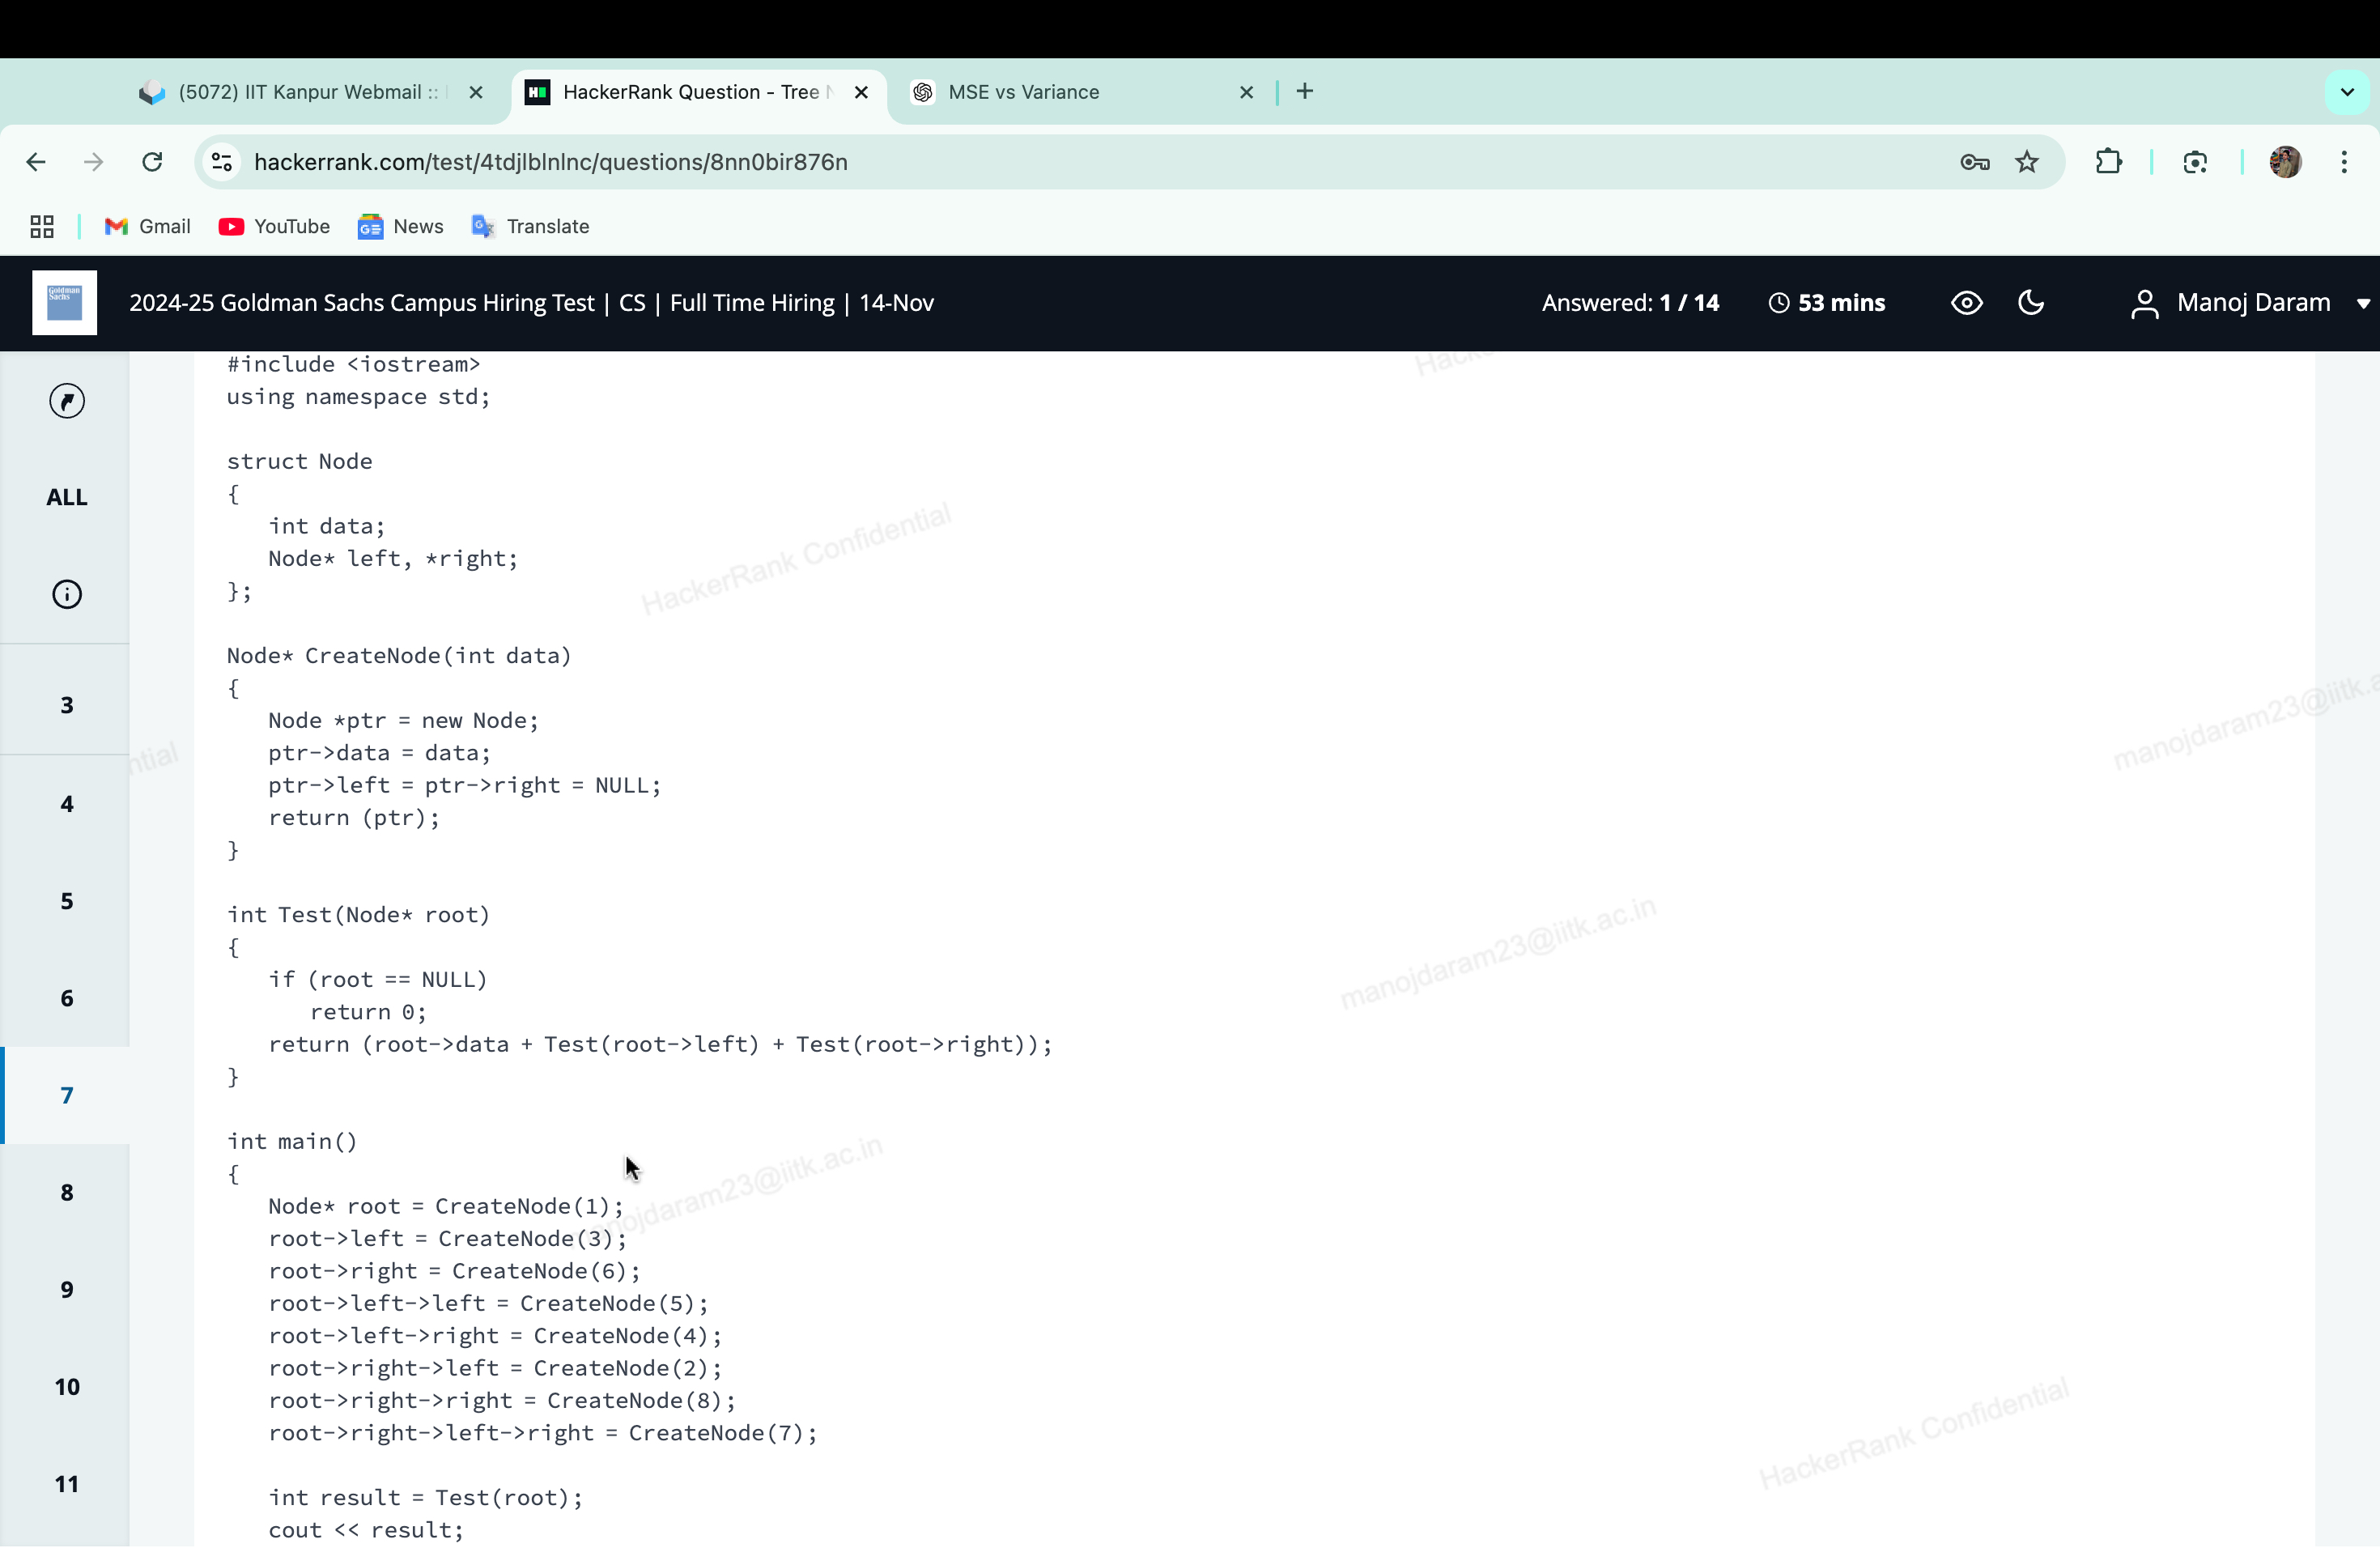 (5072) IIT Kanpur Webmail ::
HackerRank Question - Tree
MSE vs Variance
hackerrank.com/test/4tdjlblnlnc/questions/8nn0bir876n
Gmail
YouTube
News
Translate
Goldman
Sachs
2024-25 Goldman Sachs Campus Hiring Test | CS | Full Time Hiring | 14-Nov
Answered: 1 / 14
53 mins
Manoj Daram
ALL
3
4
5
6
7
8
9
10
11
#include <iostream>
using namespace std;
struct Node
{
int data;
Node* left, *right;
};
Node* CreateNode(int data)
{
Node *ptr = new Node;
ptr->data = data;
ptr->left = ptr->right = NULL;
return (ptr);
}
int Test(Node* root)
{
if (root == NULL)
return 0;
return (root->data + Test(root->left) + Test(root->right));
}
int main()
{
Node* root = CreateNode(1);
root->left = CreateNode(3);
root->right = CreateNode(6);
root->left->left = CreateNode(5);
root->left->right = CreateNode(4);
root->right->left = CreateNode(2);
root->right->right = CreateNode(8);
root->right->left->right = CreateNode(7);
int result = Test(root);
cout << result;
HackerRank Confidential
manojdaram23@iitk.ac.in
manojdaram23@iitk.ac.in
HackerRank Confidential